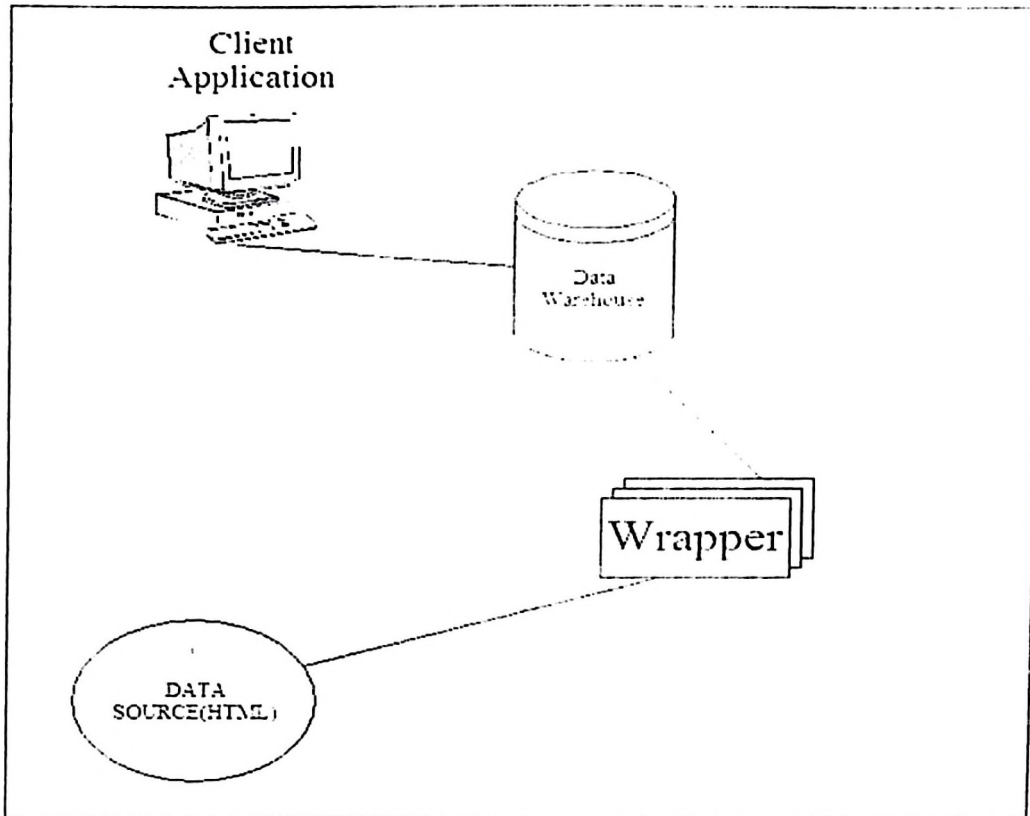 Client
Application
Data
Warehouse
Wrapper
DATA
SOURCE(HTML)